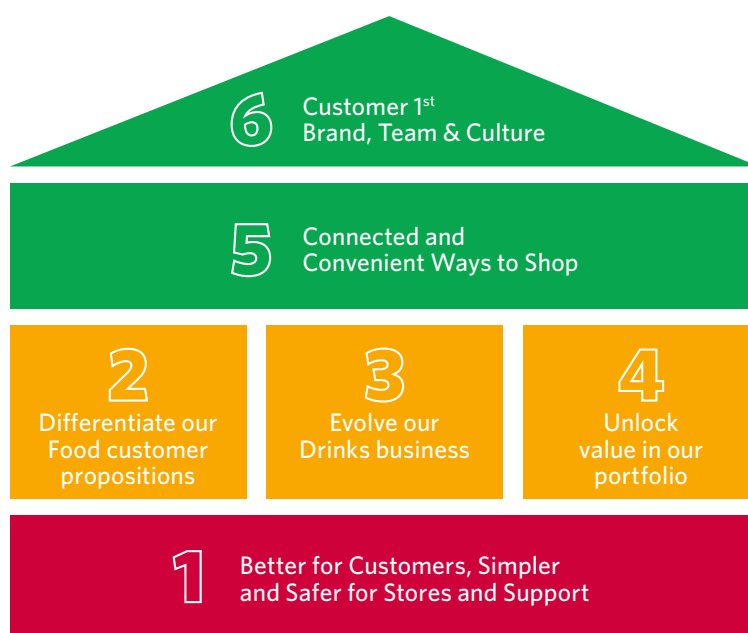 6
Customer 1st
Brand, Team & Culture
5
Connected and
Convenient Ways to Shop
2
Differentiate our
Food customer
propositions
3
Evolve our
Drinks business
4
Unlock
value in our
portfolio
1
Better for Customers, Simpler
and Safer for Stores and Support